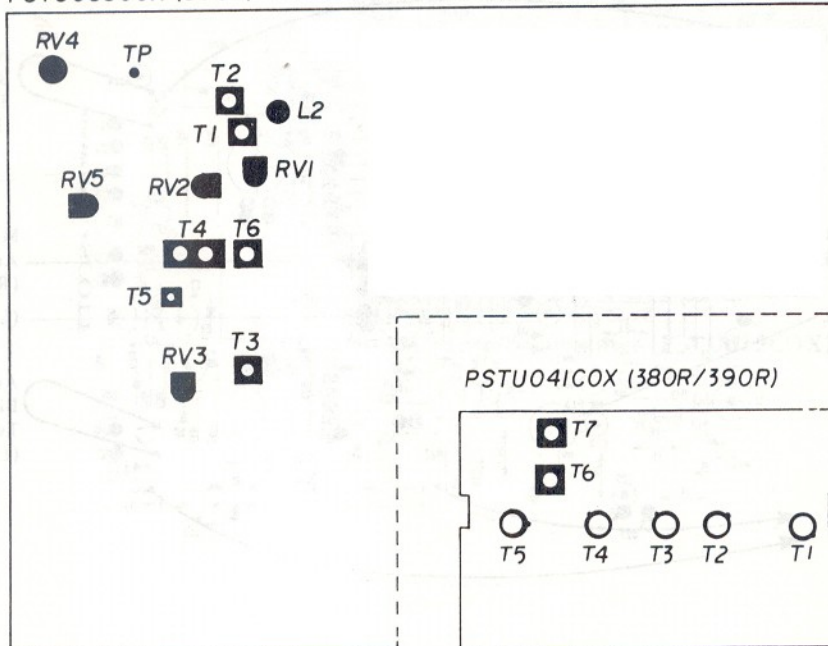 RV4
TP
T2
L2
T1
RV1
RV2
RV5
T4 T6
T5
T3
RV3
PSTU041C0X (380R/390R)
T7
T6
T5 T4 T3 T2 T1